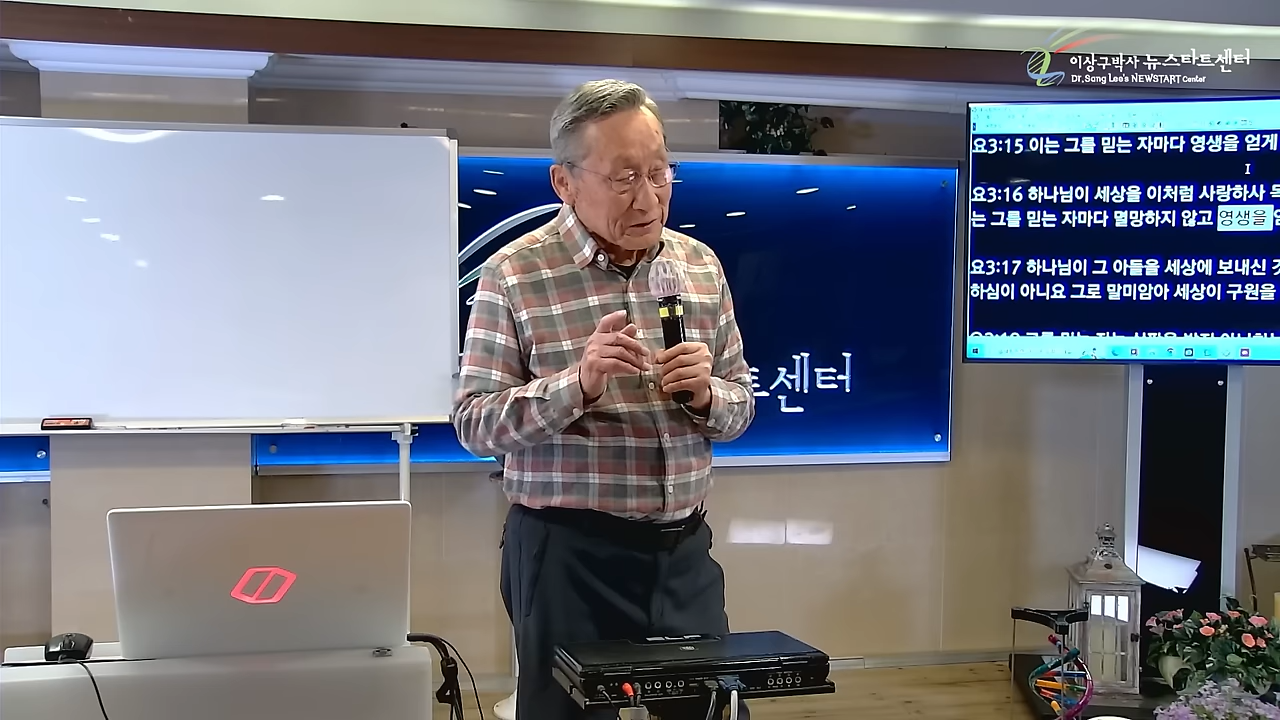 이상구박사 뉴스타트센터
Dr. Sang Lee's NEWSTART Center
요3:15 이는 그를 믿는 자마다 영생을 얻게
요3:16 하나님이 세상을 이처럼 사랑하사
는 그를 믿는 자마다 멸망하지 않고 영생을
요3:17 하나님이 그 아들을 세상에 보내신
하심이 아니요 그로 말미암아 세상이 구원을
트센터